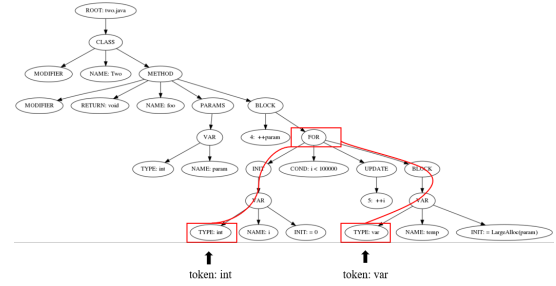 ROOT: two.java
CLASS
MODIFIER NAME: Two METHOD
MODIFIER RETURN: void NAME: foo PARAMS BLOCK
VAR 4: ++param FOR
TYPE: int NAME: param INIT COND: i < 100000 UPDATE BLOCK
VAR 5: ++i VAR
TYPE: int NAME: i INIT: = 0 TYPE: var NAME: temp INIT: = LargeAlloc(param)
token: int token: var